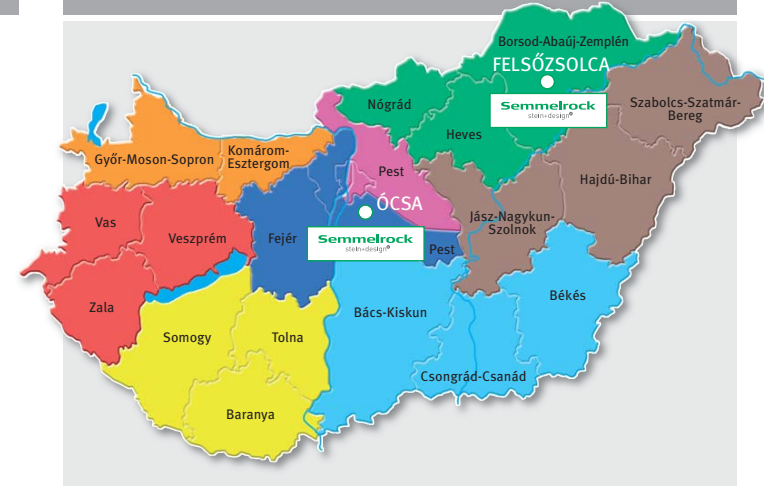 Borsod-Abaúj-Zemplén
FELSŐZSOLCA
Semmelrock
stein+design®
Nógrád
Heves
Szabolcs-Szatmár-
Bereg
Győr-Moson-Sopron
Komárom-
Esztergom
Pest
Hajdú-Bihar
ÓCSA
Jász-Nagykun-
Szolnok
Vas
Veszprém
Fejér
Semmelrock
stein+design®
Pest
Zala
Somogy
Tolna
Bács-Kiskun
Békés
Csongrád-Csanád
Baranya